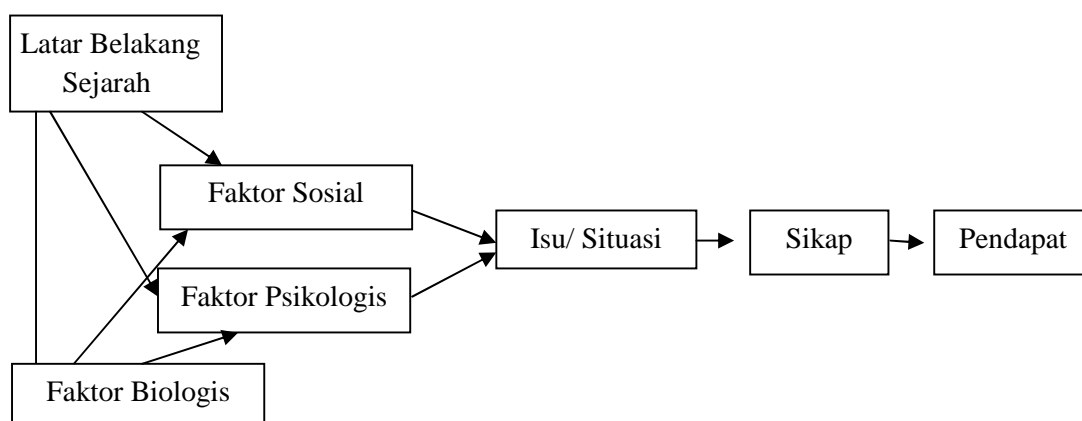 Latar Belakang
Sejarah
Faktor Sosial
Isu/ Situasi
Sikap
Pendapat
Faktor Psikologis
Faktor Biologis